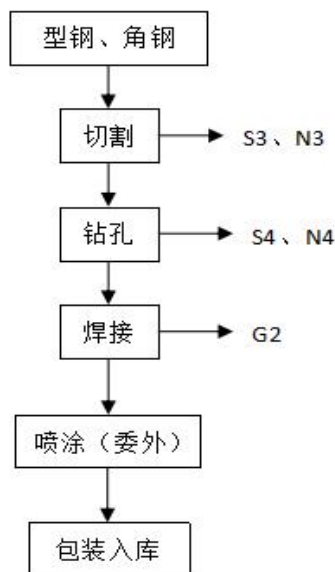 型钢、角钢
切割
S3、N3
钻孔
S4、N4
焊接
G2
喷涂（委外）
包装入库